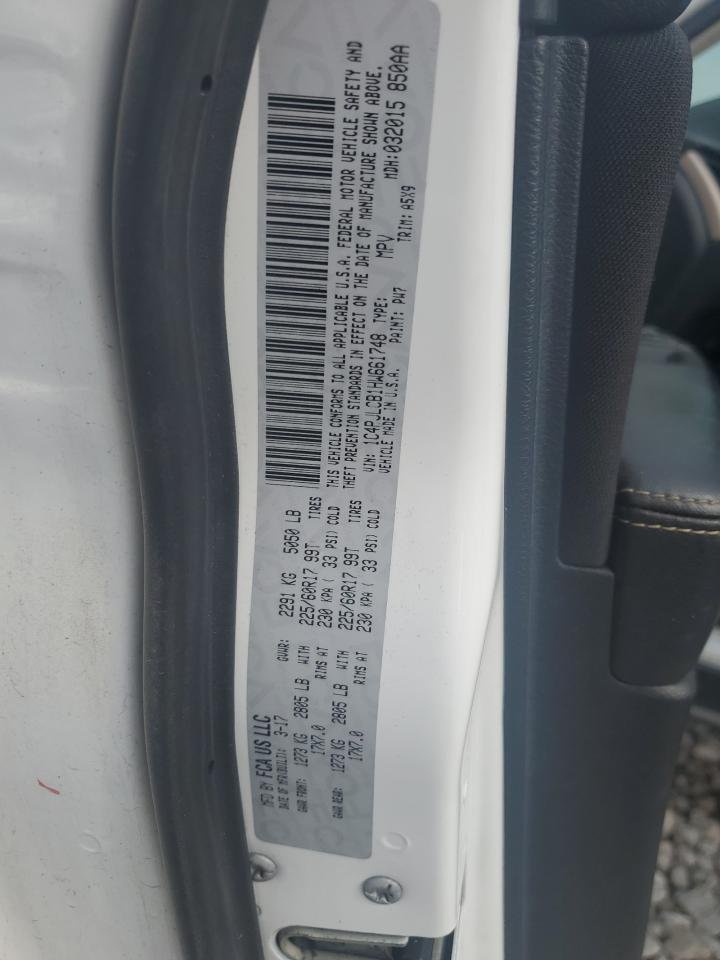 MFD BY FCA US LLC
DATE OF MFR(BUILT): 3-17 GVWR: 2291 KG 5050 LB
GAWR FRONT: 1273 KG 2805 LB WITH 225/60R17 99T TIRES
17X7.0 RIMS AT 230 KPA ( 33 PSI) COLD
GAWR REAR: 1273 KG 2805 LB WITH 225/60R17 99T TIRES
17X7.0 RIMS AT 230 KPA ( 33 PSI) COLD
THIS VEHICLE CONFORMS TO ALL APPLICABLE U.S.A. FEDERAL MOTOR VEHICLE SAFETY AND
THEFT PREVENTION STANDARDS IN EFFECT ON THE DATE OF MANUFACTURE SHOWN ABOVE.
VIN: 1C4PJLCB1HW661748 TYPE: MPV MDH:032015 850AA
VEHICLE MADE IN U.S.A. PAINT: PW7 TRIM: A5X9